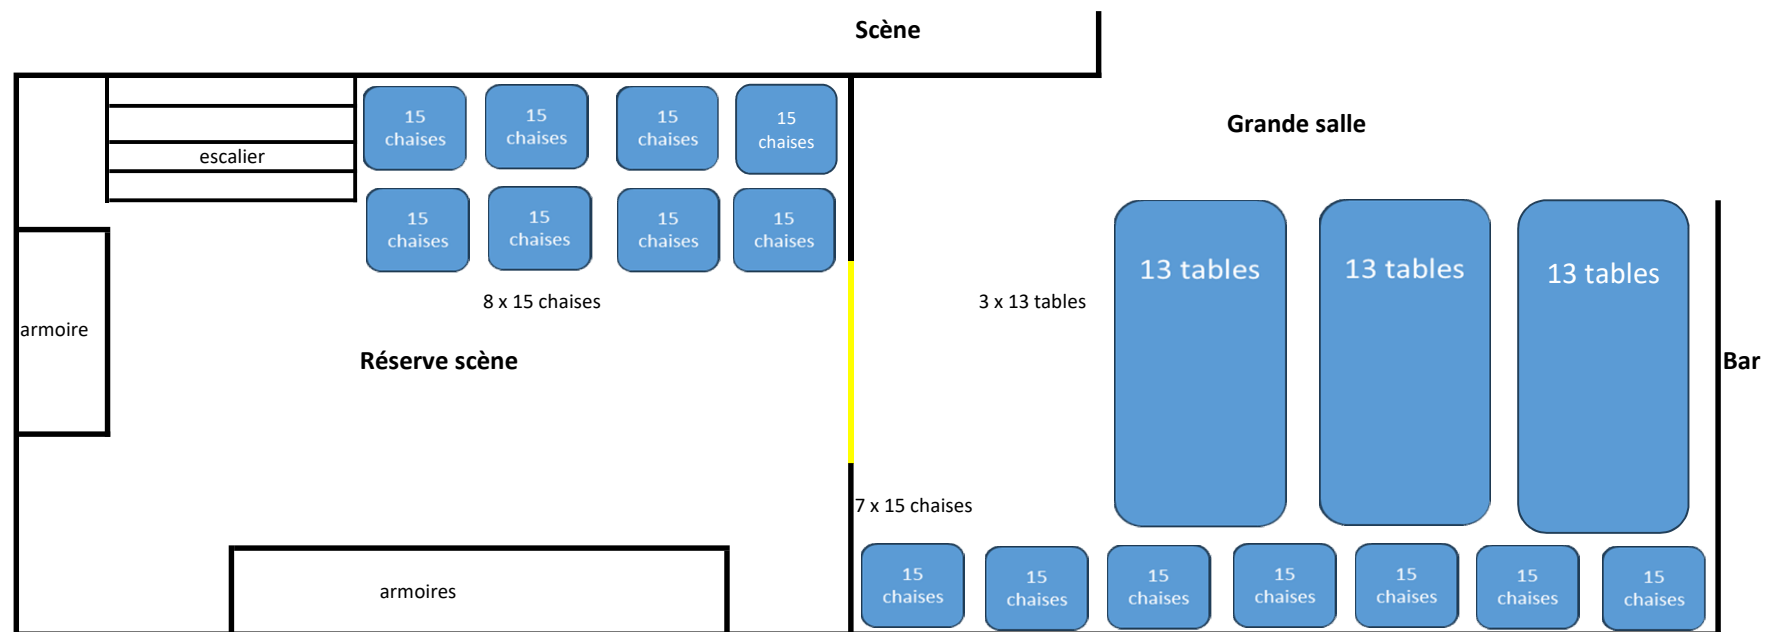 Scène
15
chaises
15
chaises
15
chaises
15
chaises
Grande salle
escalier
15
chaises
15
chaises
15
chaises
15
chaises
13 tables
13 tables
13 tables
8 x 15 chaises
3 x 13 tables
armoire
Réserve scène
Bar
7 x 15 chaises
15
chaises
15
chaises
15
chaises
15
chaises
15
chaises
15
chaises
15
chaises
armoires